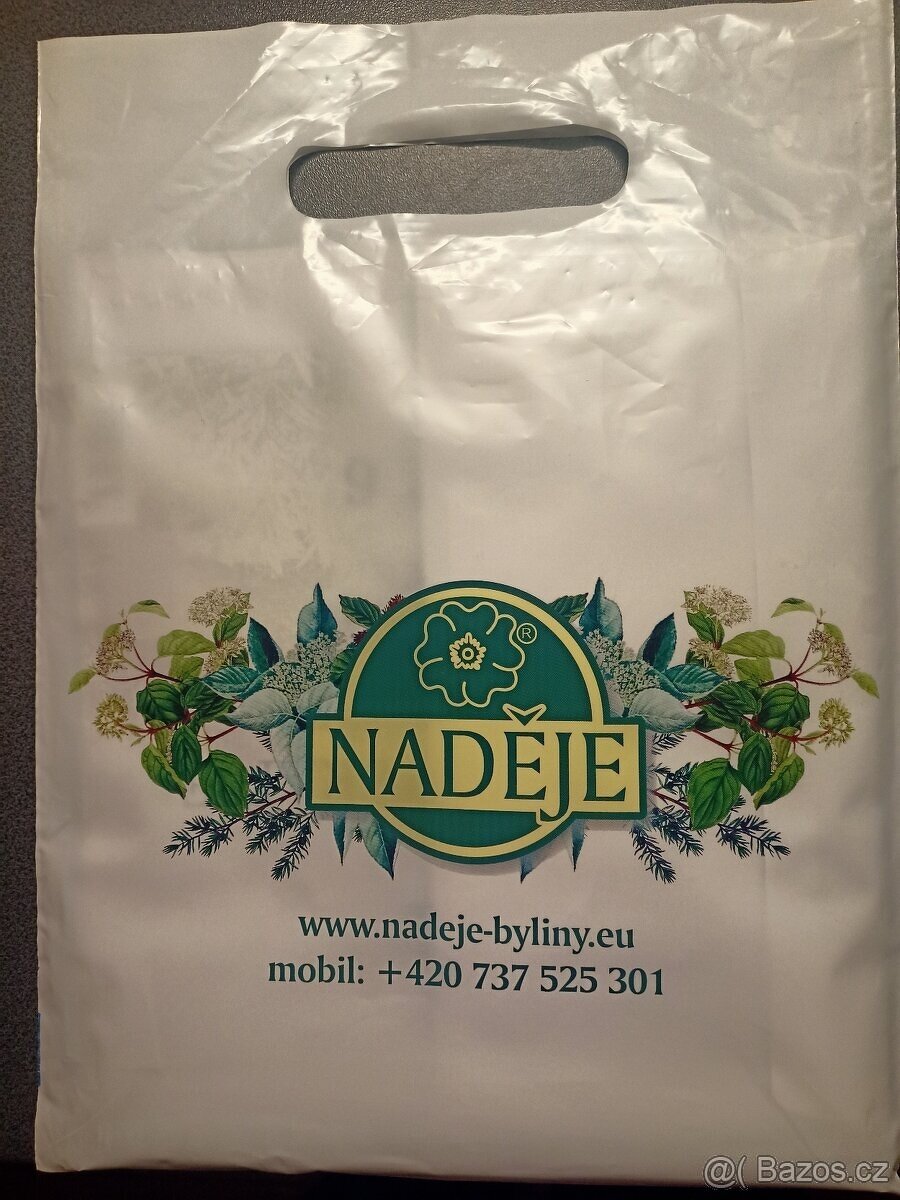 ®
NADĚJE
www.nadeje-byliny.eu
mobil: +420 737 525 301
@( Bazos.cz